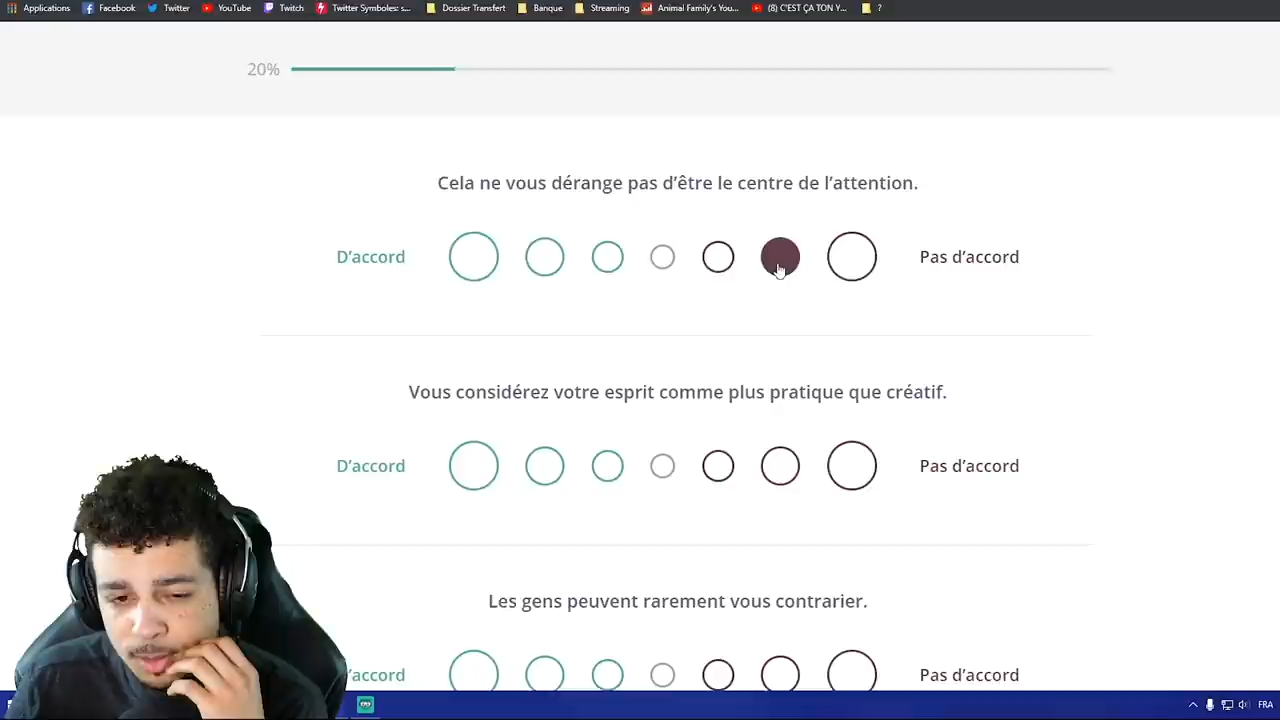 Applications Facebook Twitter YouTube Twitch Twitter Symboles: s... Dossier Transfert Banque Streaming Animal Family's You... (8) C'EST ÇA TON Y... ?
20%
Cela ne vous dérange pas d'être le centre de l'attention.
D'accord Pas d'accord
Vous considérez votre esprit comme plus pratique que créatif.
D'accord Pas d'accord
Les gens peuvent rarement vous contrarier.
'accord Pas d'accord
FRA